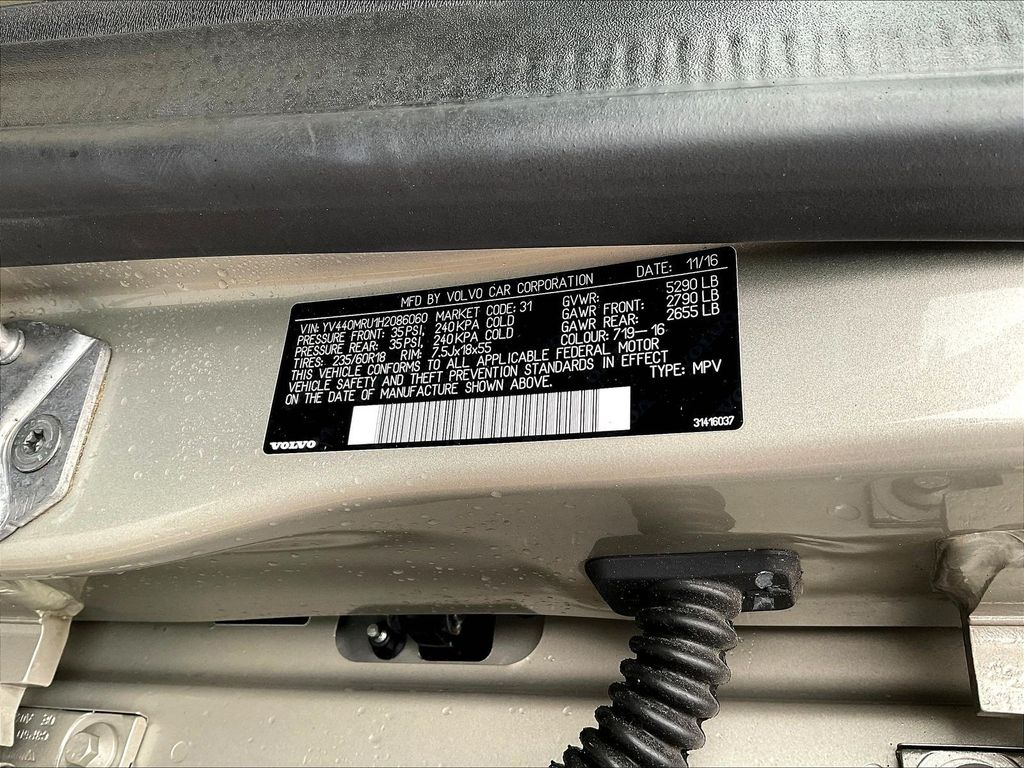 MFD BY VOLVO CAR CORPORATION DATE: 11/16
VIN: YV440MRU1H2086060 MARKET CODE: 31 GVWR: 5290 LB
PRESSURE FRONT: 35PSI, 240KPA COLD GAWR FRONT: 2790 LB
PRESSURE REAR: 35PSI, 240KPA COLD GAWR REAR: 2655 LB
TIRES: 235/60R18 RIM: 7,5Jx18x55 COLOUR: 719-16
THIS VEHICLE CONFORMS TO ALL APPLICABLE FEDERAL MOTOR
VEHICLE SAFETY AND THEFT PREVENTION STANDARDS IN EFFECT
ON THE DATE OF MANUFACTURE SHOWN ABOVE. TYPE: MPV
VOLVO 31416037